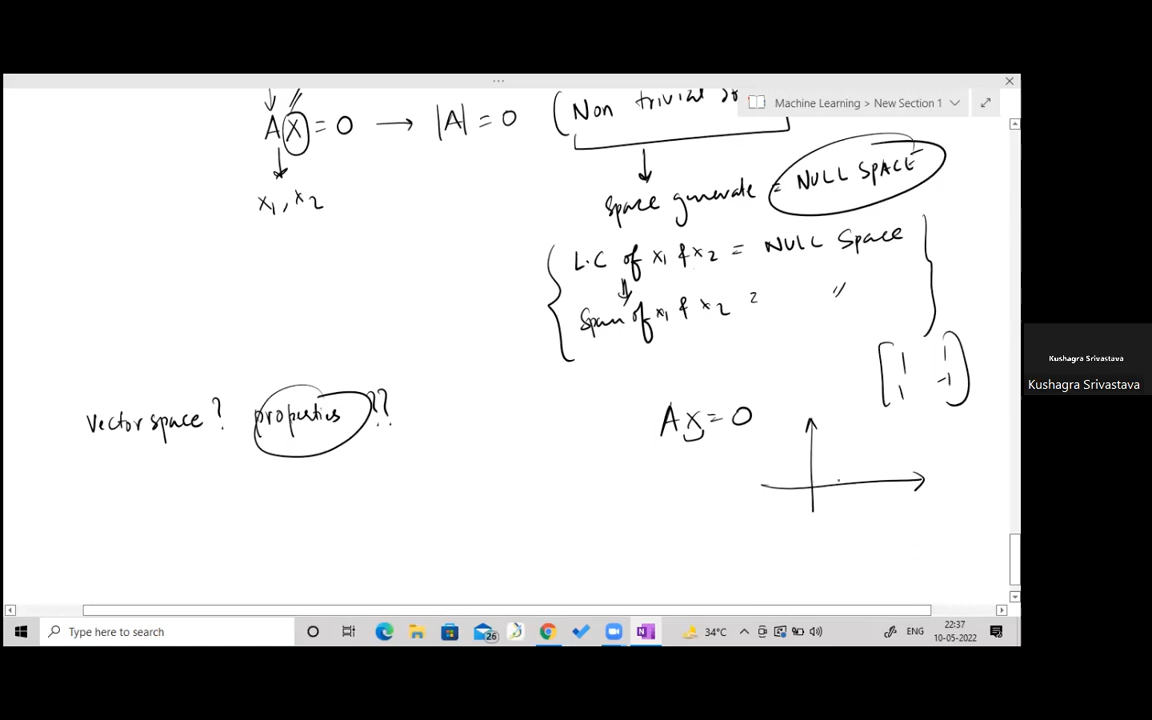 Machine Learning > New Section 1
AX = 0 → |A| = 0 (Non trivial
x1, x2
Space generate = NULL SPACE
L.C of x1 & x2 = NULL Space
Span of x1 & x2 = "
1 1
1 -1
Vector space? properties ??
Ax = 0
Kushagra Srivastava
Kushagra Srivastava
Type here to search
26
34°C
ENG
22:37
10-05-2022